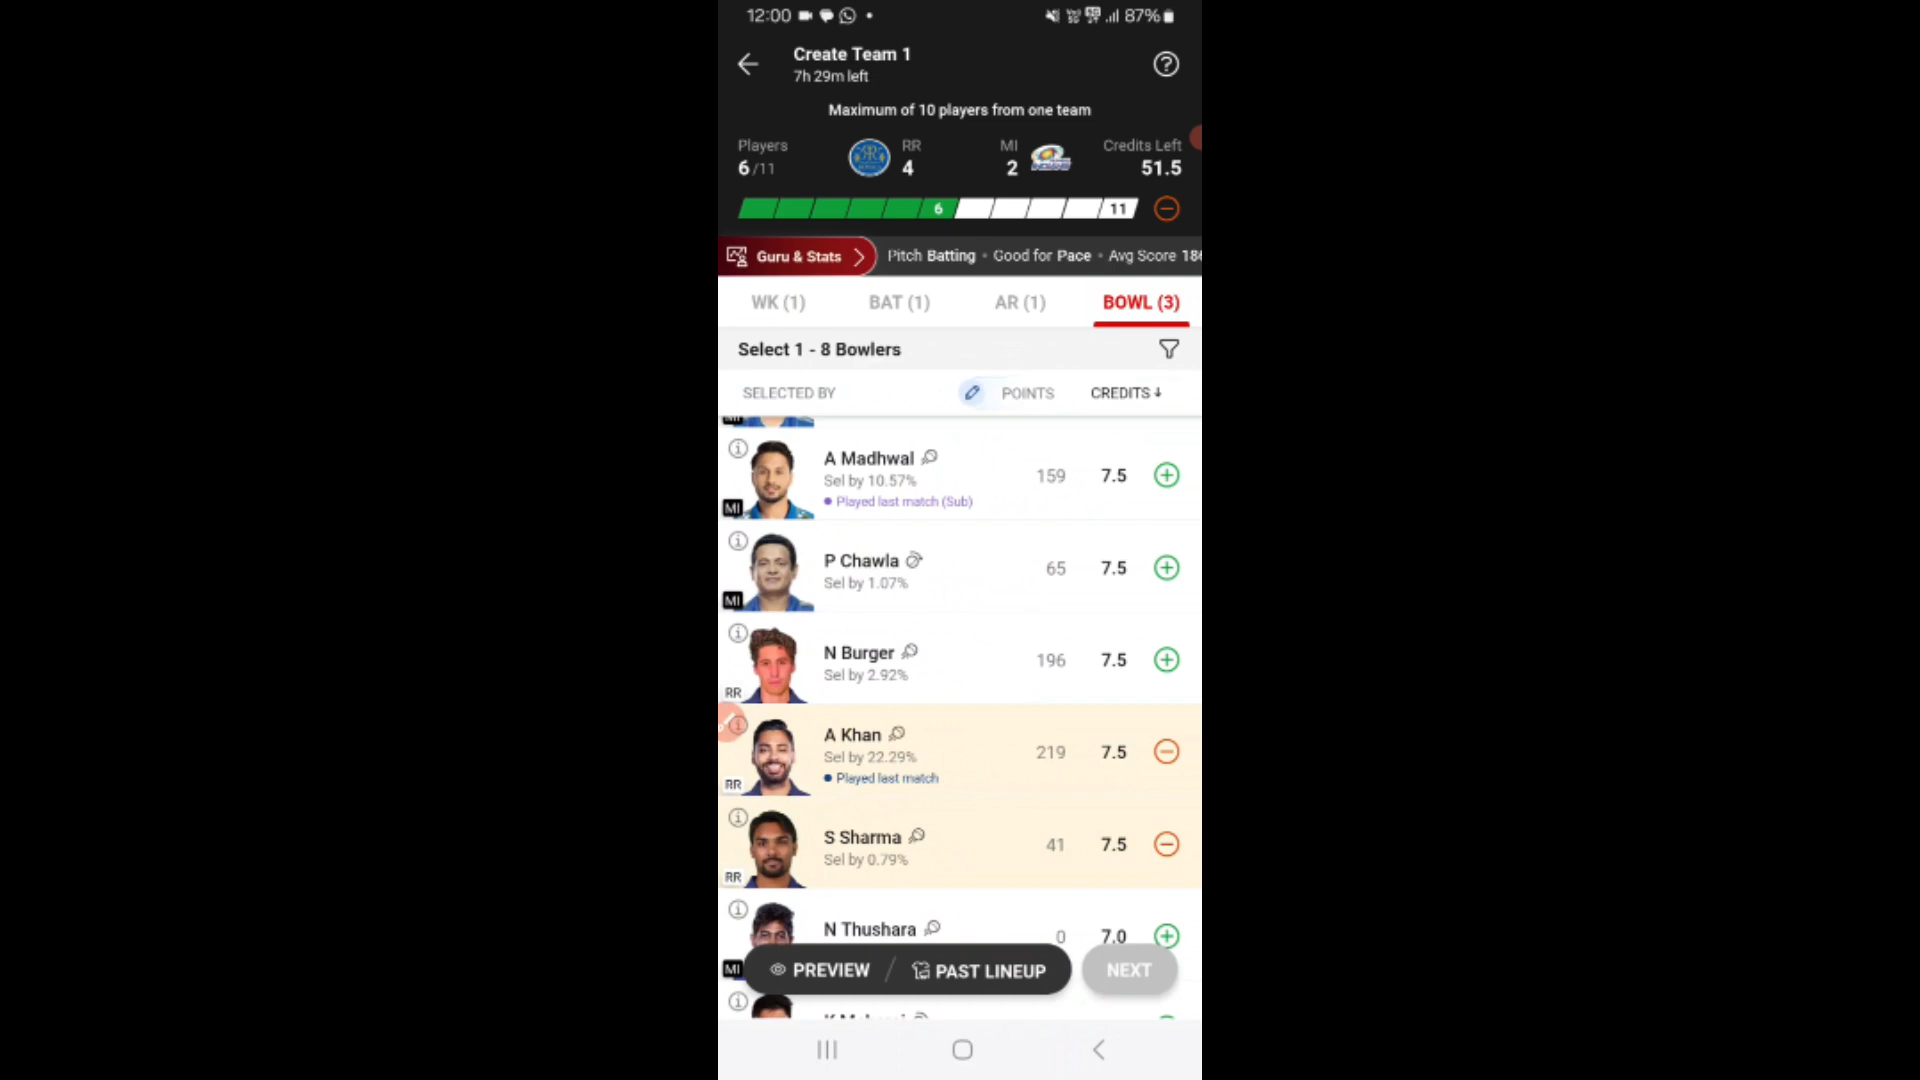 12:00
87%
Create Team 1
7h 29m left
Maximum of 10 players from one team
Players
6/11
RR
4
MI
2
Credits Left
51.5
6
11
Guru & Stats
Pitch Batting • Good for Pace • Avg Score
WK (1)
BAT (1)
AR (1)
BOWL (3)
Select 1 - 8 Bowlers
SELECTED BY
POINTS
CREDITS
A Madhwal
Sel by 10.57%
Played last match (Sub)
159
7.5
MI
P Chawla
Sel by 1.07%
65
7.5
MI
N Burger
Sel by 2.92%
196
7.5
RR
A Khan
Sel by 22.29%
Played last match
219
7.5
RR
S Sharma
Sel by 0.79%
41
7.5
RR
N Thushara
0
7.0
MI
PREVIEW
PAST LINEUP
NEXT